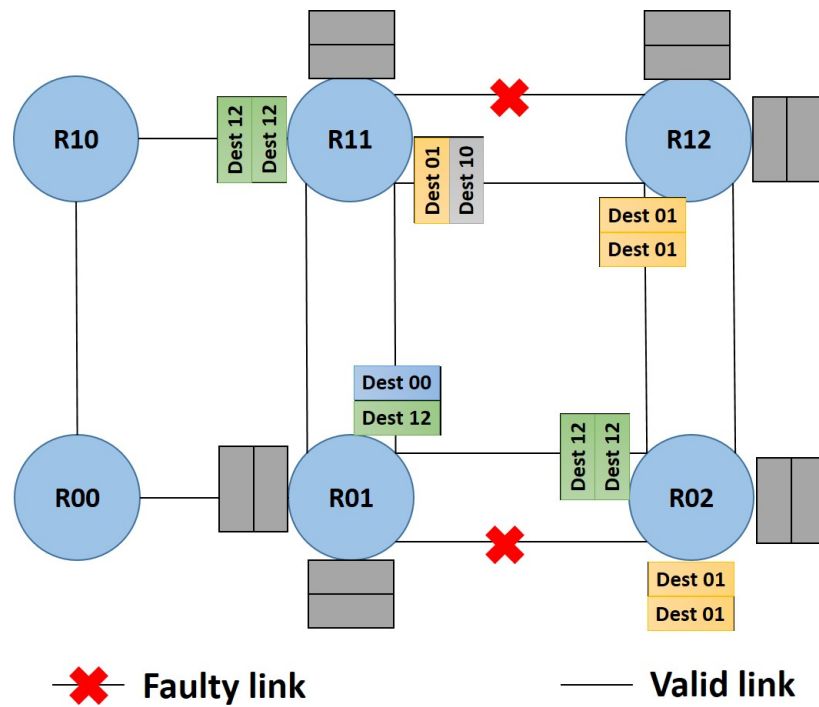 R10
Dest 12
Dest 12
R11
Dest 01
Dest 10
R12
Dest 01
Dest 01
Dest 00
Dest 12
Dest 12
Dest 12
R00
R01
R02
Dest 01
Dest 01
Faulty link
Valid link